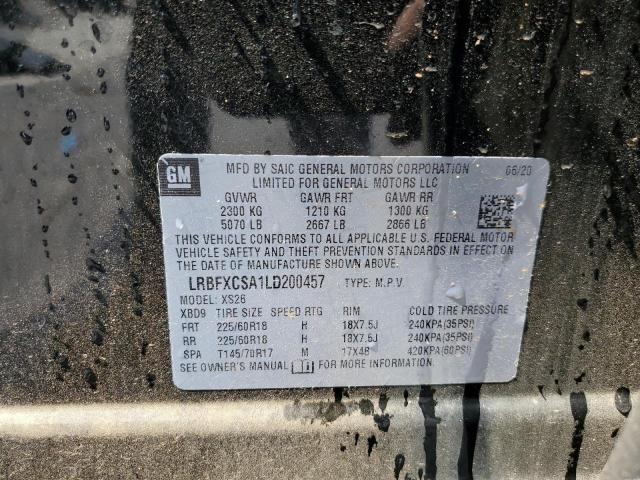 GM MFD BY SAIC GENERAL MOTORS CORPORATION 06/20
LIMITED FOR GENERAL MOTORS LLC
GVWR GAWR FRT GAWR RR
2300 KG 1210 KG 1300 KG
5070 LB 2667 LB 2866 LB
THIS VEHICLE CONFORMS TO ALL APPLICABLE U.S. FEDERAL MOTOR
VEHICLE SAFETY AND THEFT PREVENTION STANDARDS IN EFFECT ON THE
DATE OF MANUFACTURE SHOWN ABOVE.
LRBFXCSA1LD200457 TYPE: M.P.V.
MODEL: XS26
XBD9 TIRE SIZE SPEED RTG RIM COLD TIRE PRESSURE
FRT 225/60R18 H 18X7.5J 240KPA(35PSI)
RR 225/60R18 H 18X7.5J 240KPA(35PSI)
SPA T145/70R17 M 17X4B 420KPA(60PSI)
SEE OWNER'S MANUAL FOR MORE INFORMATION.